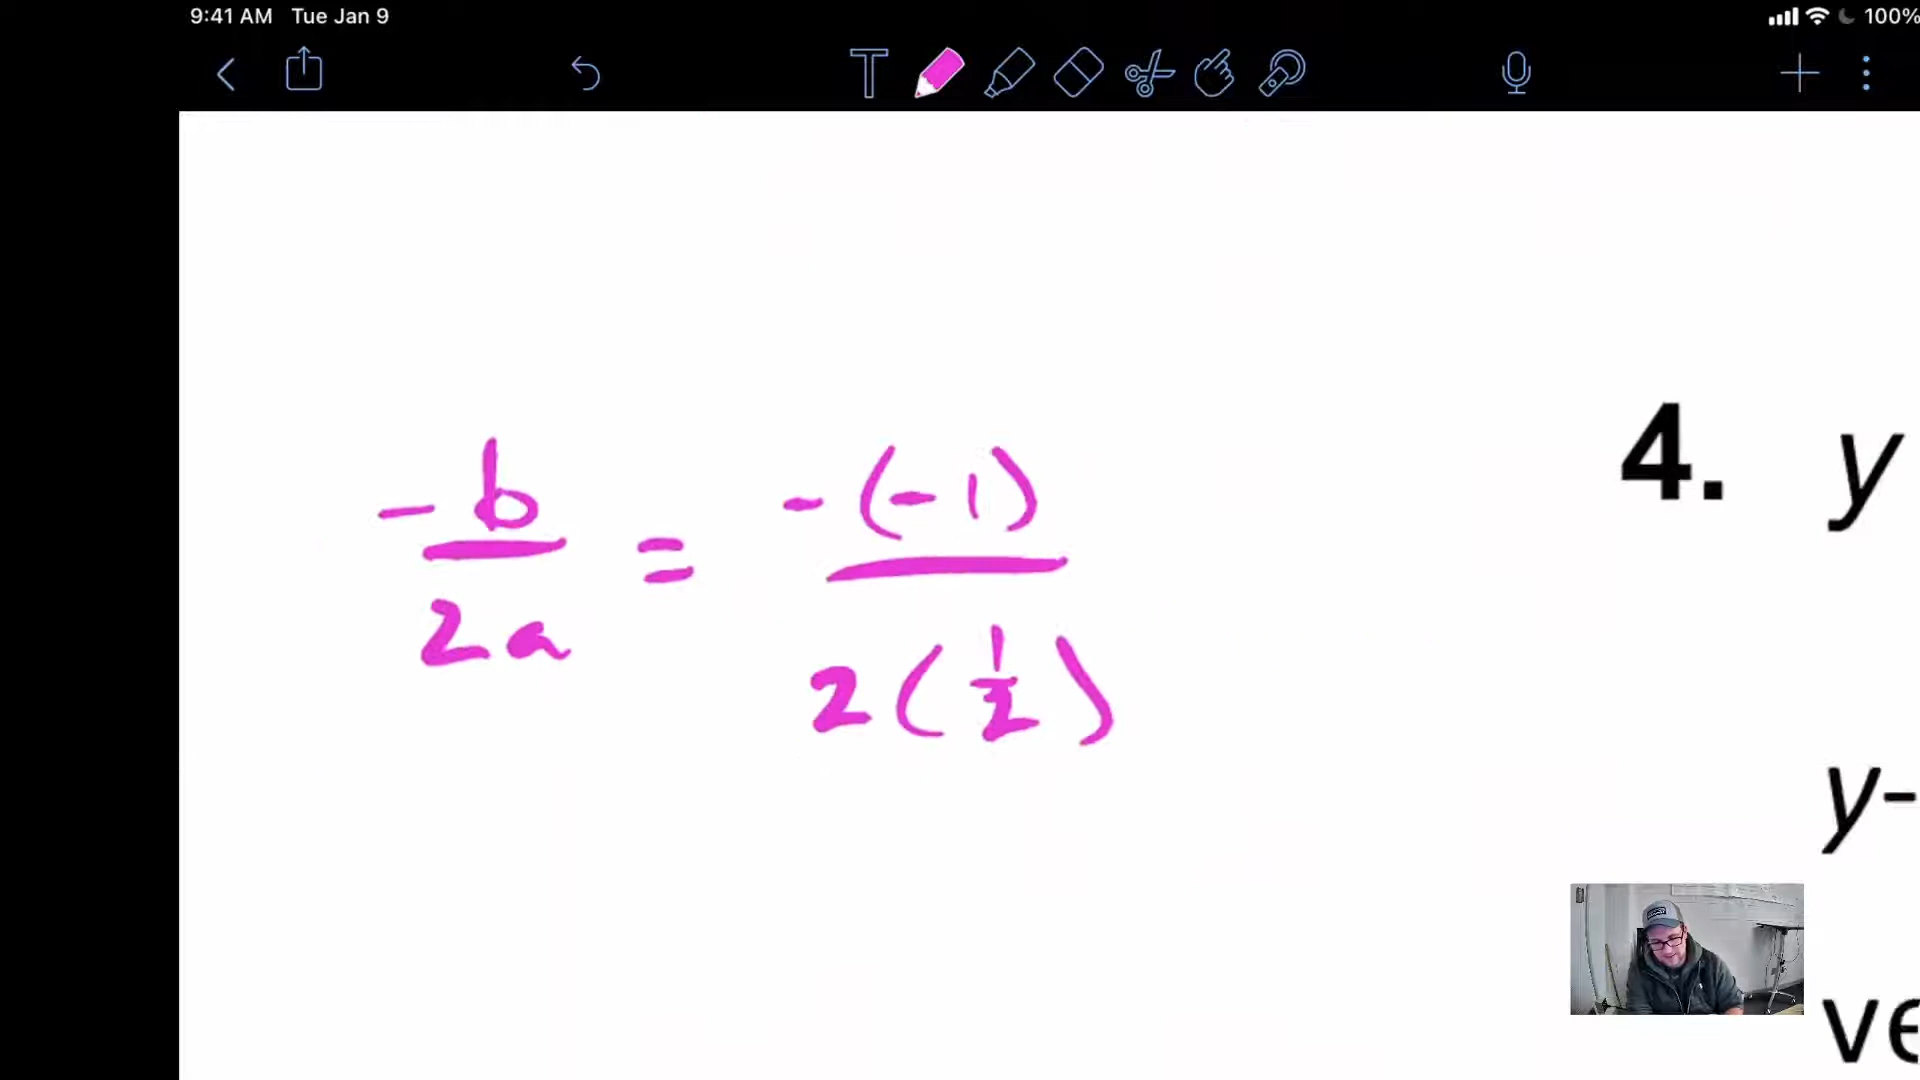 9:41 AM Tue Jan 9 100%
-b/2a = -(-1)/2(1/2)
4. y
y-
ve